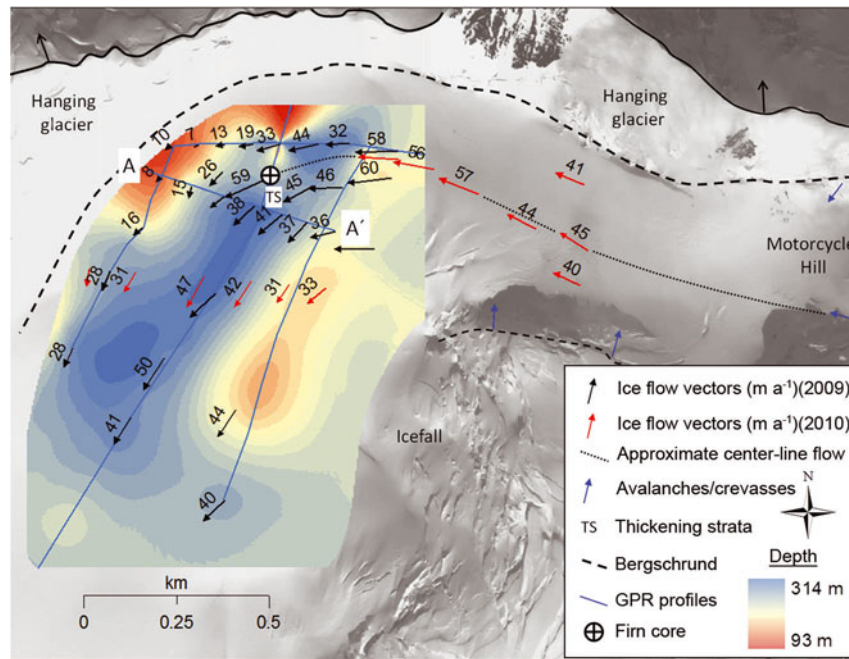 Hanging
glacier
Hanging
glacier
10 7 13 19 33 44 32 58 56
A 8 15 26 59 45 46 60
TS
57
41
16 38 41 37 36 A´
44
45
40
Motorcycle
Hill
28 31 47 42 31 33
28 50
41 44
40
Icefall
km
0 0.25 0.5
Ice flow vectors (m a⁻¹)(2009)
Ice flow vectors (m a⁻¹)(2010)
Approximate center-line flow
N
Avalanches/crevasses
TS Thickening strata
Bergschrund
Depth
GPR profiles
314 m
Firn core
93 m